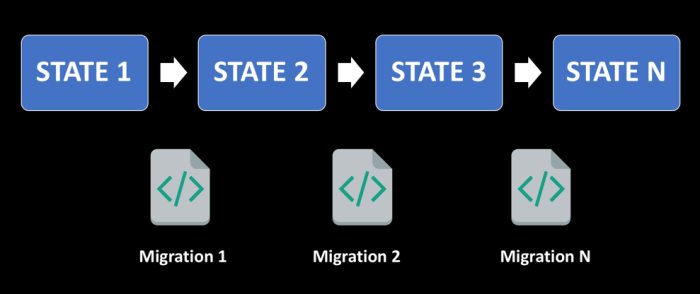 STATE 1
STATE 2
STATE 3
STATE N
</>
</>
</>
Migration 1
Migration 2
Migration N